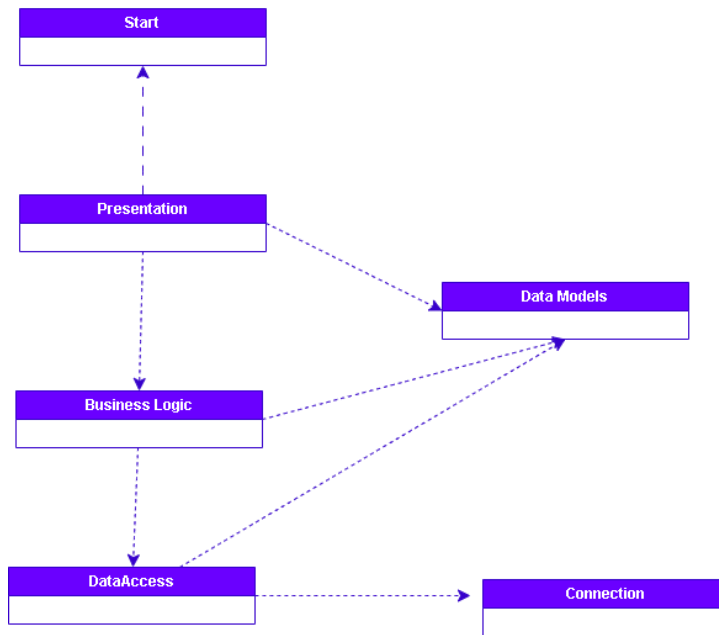 Start
Presentation
Data Models
Business Logic
DataAccess
Connection